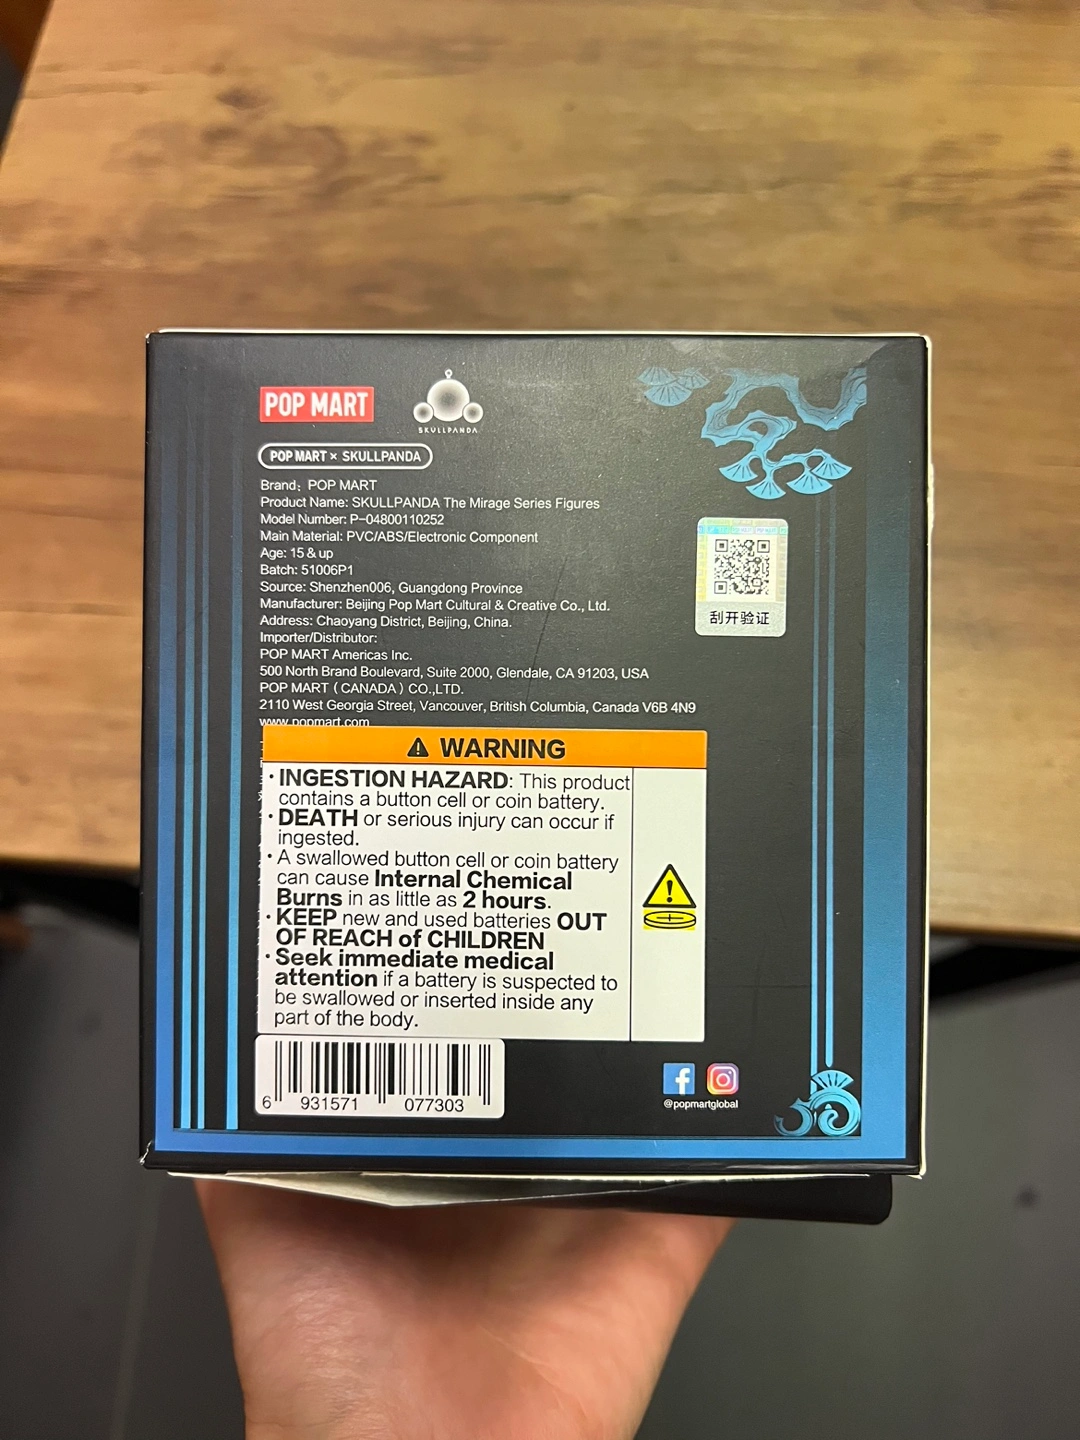 POP MART
SKULLPANDA
POP MART × SKULLPANDA
Brand: POP MART
Product Name: SKULLPANDA The Mirage Series Figures
Model Number: P-04800110252
Main Material: PVC/ABS/Electronic Component
Age: 15 & up
Batch: 51006P1
Source: Shenzhen006, Guangdong Province
Manufacturer: Beijing Pop Mart Cultural & Creative Co., Ltd.
Address: Chaoyang District, Beijing, China.
Importer/Distributor:
POP MART Americas Inc.
500 North Brand Boulevard, Suite 2000, Glendale, CA 91203, USA
POP MART (CANADA) CO.,LTD.
2110 West Georgia Street, Vancouver, British Columbia, Canada V6B 4N9
www.popmart.com
刮开验证
WARNING
· INGESTION HAZARD: This product
contains a button cell or coin battery.
· DEATH or serious injury can occur if
ingested.
· A swallowed button cell or coin battery
can cause Internal Chemical
Burns in as little as 2 hours.
· KEEP new and used batteries OUT
OF REACH of CHILDREN
· Seek immediate medical
attention if a battery is suspected to
be swallowed or inserted inside any
part of the body.
6 931571 077303
@popmartglobal